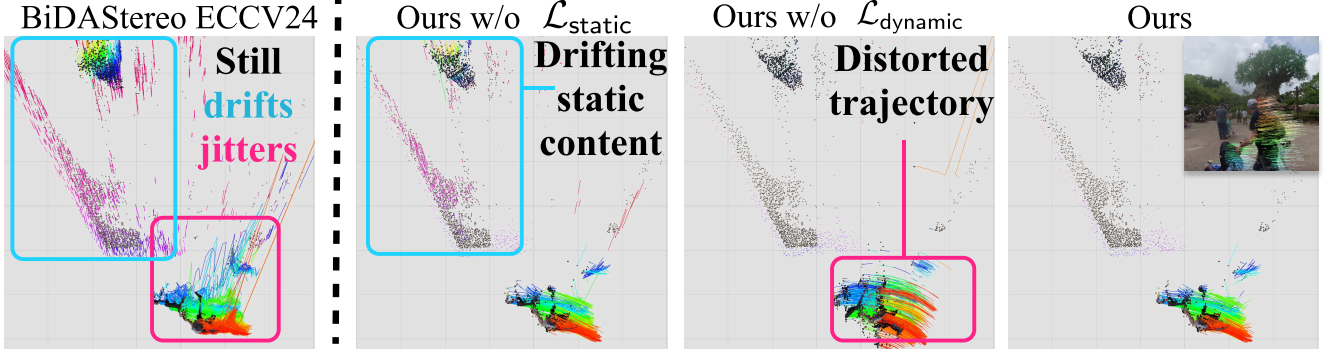 BiDAStereo ECCV24
Still
drifts
jitters
Ours w/o ℒstatic
Drifting
static
content
Ours w/o ℒdynamic
Distorted
trajectory
Ours